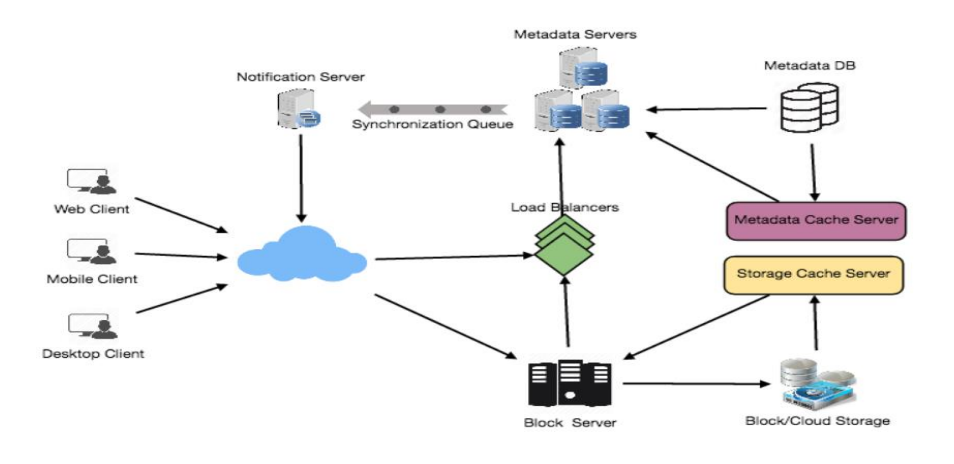 Metadata Servers
Notification Server
Metadata DB
Synchronization Queue
Web Client
Load Balancers
Metadata Cache Server
Mobile Client
Storage Cache Server
Desktop Client
Block Server
Block/Cloud Storage